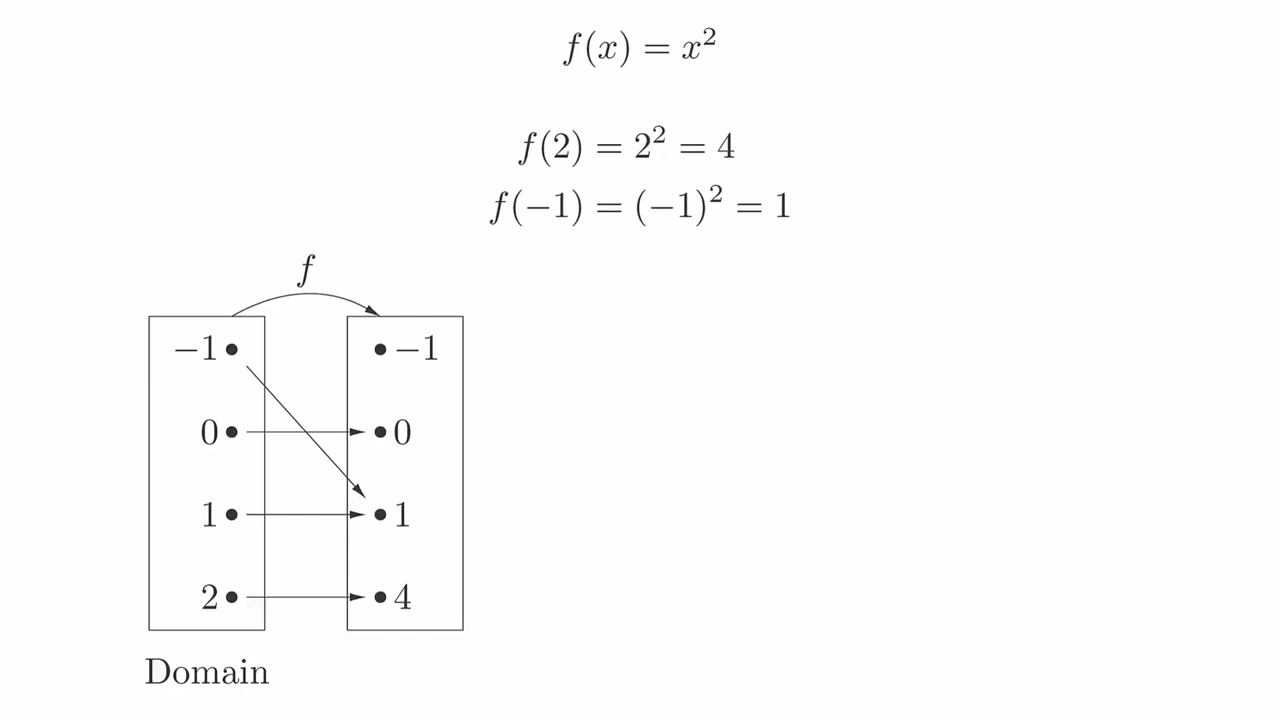 f(x) = x²
f(2) = 2² = 4
f(−1) = (−1)² = 1
f
−1 −1
0 0
1 1
2 4
Domain